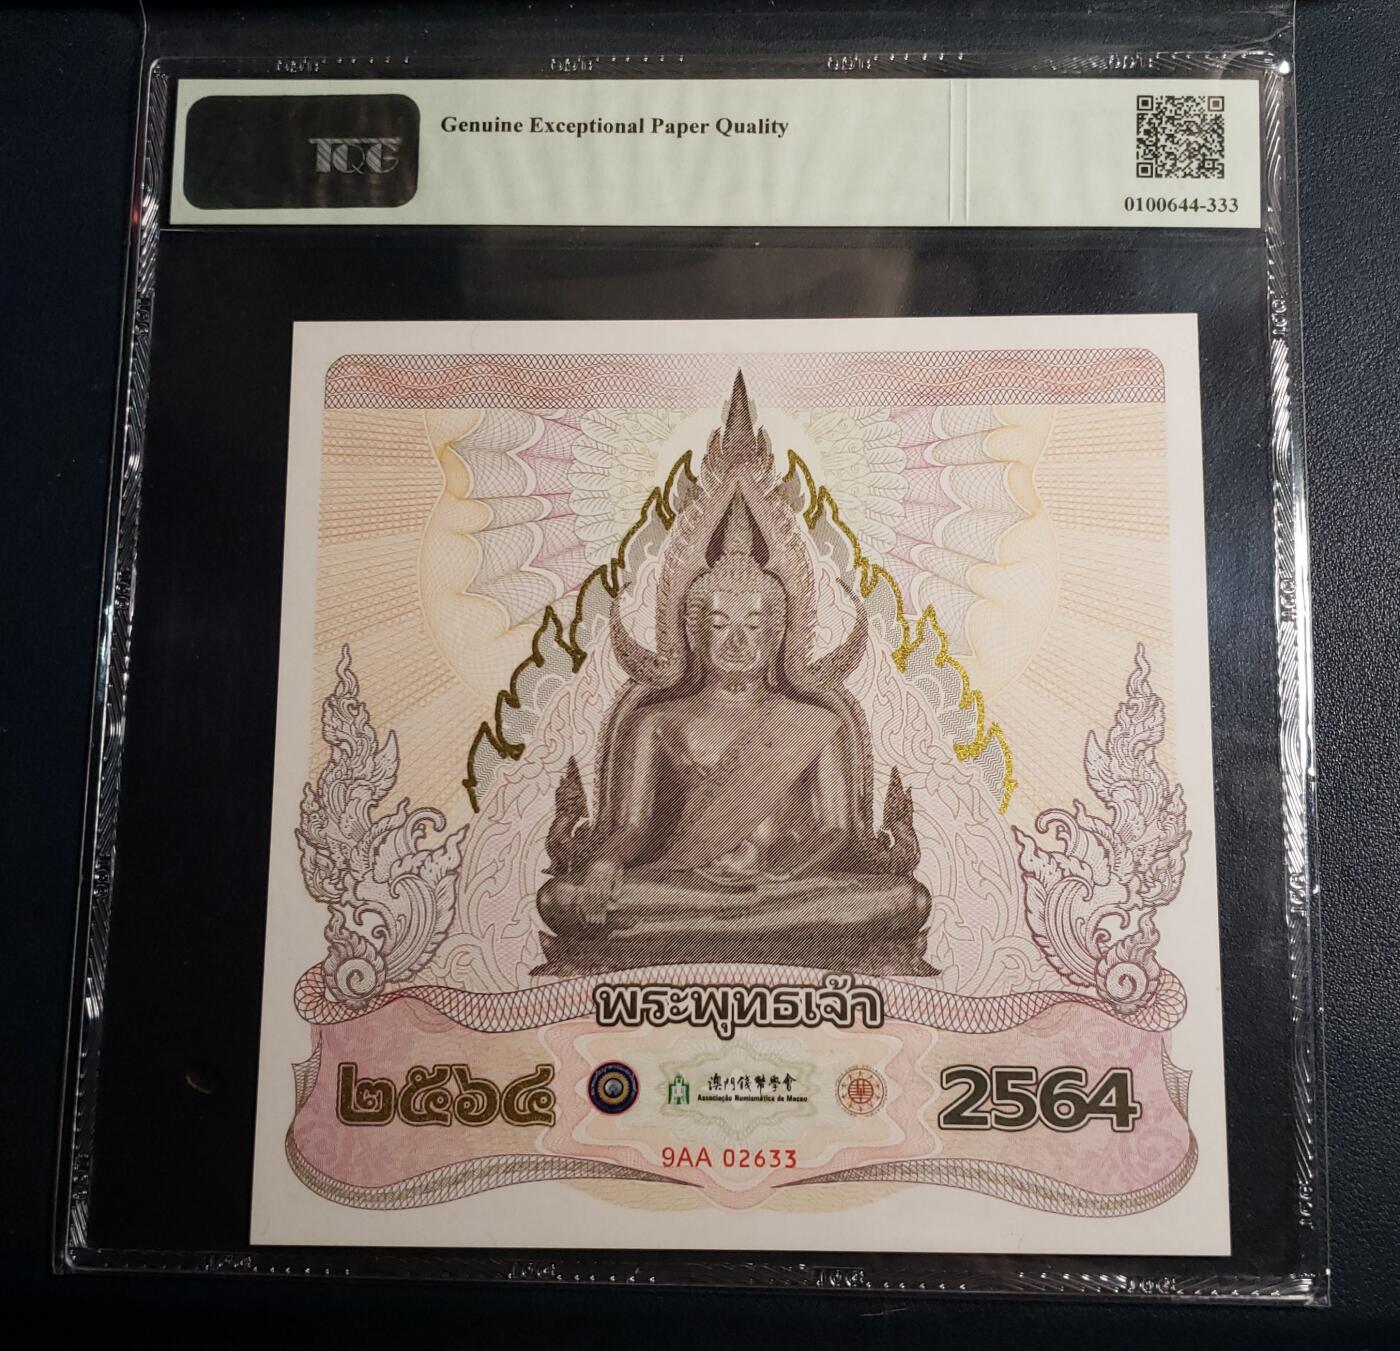 TQG
Genuine Exceptional Paper Quality
0100644-333
พระพุทธเจ้า
๒๕๖๔
澳門錢幣學會
Associação Numismática de Macau
2564
9AA 02633